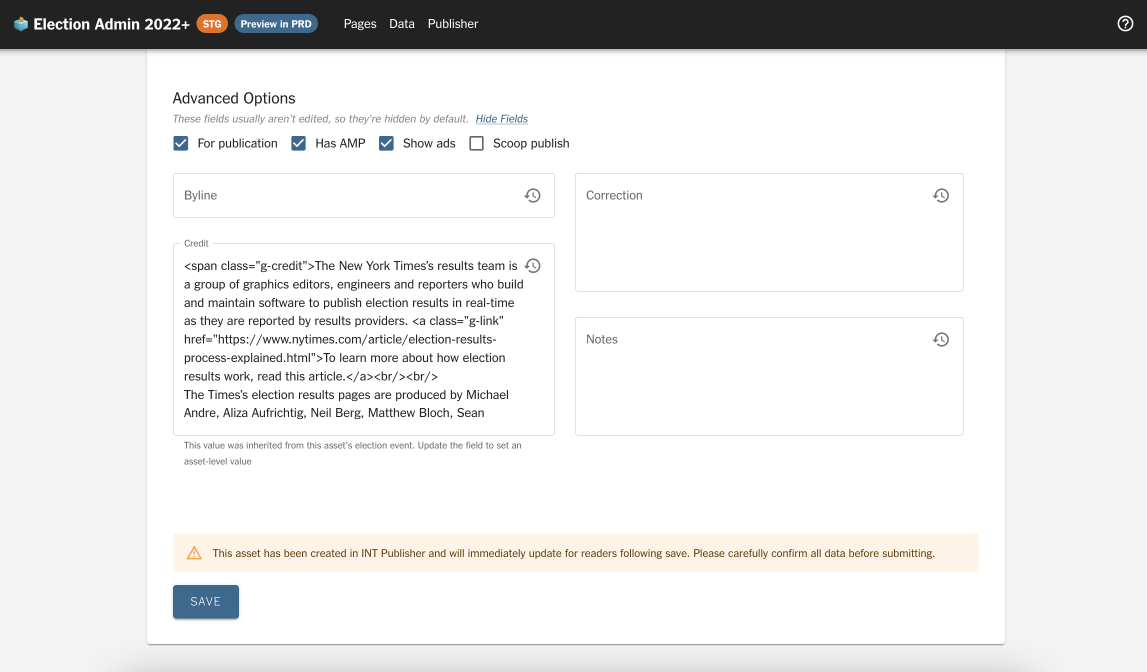 Election Admin 2022+ STG Preview in PRD Pages Data Publisher
Advanced Options
These fields usually aren't edited, so they're hidden by default. Hide Fields
For publication Has AMP Show ads Scoop publish
Byline
Correction
Credit
<span class="g-credit">The New York Times's results team is
a group of graphics editors, engineers and reporters who build
and maintain software to publish election results in real-time
as they are reported by results providers. <a class="g-link"
href="https://www.nytimes.com/article/election-results-
process-explained.html">To learn more about how election
results work, read this article.</a><br/><br/>
The Times's election results pages are produced by Michael
Andre, Aliza Aufrichtig, Neil Berg, Matthew Bloch, Sean
Notes
This value was inherited from this asset's election event. Update the field to set an
asset-level value
This asset has been created in INT Publisher and will immediately update for readers following save. Please carefully confirm all data before submitting.
SAVE